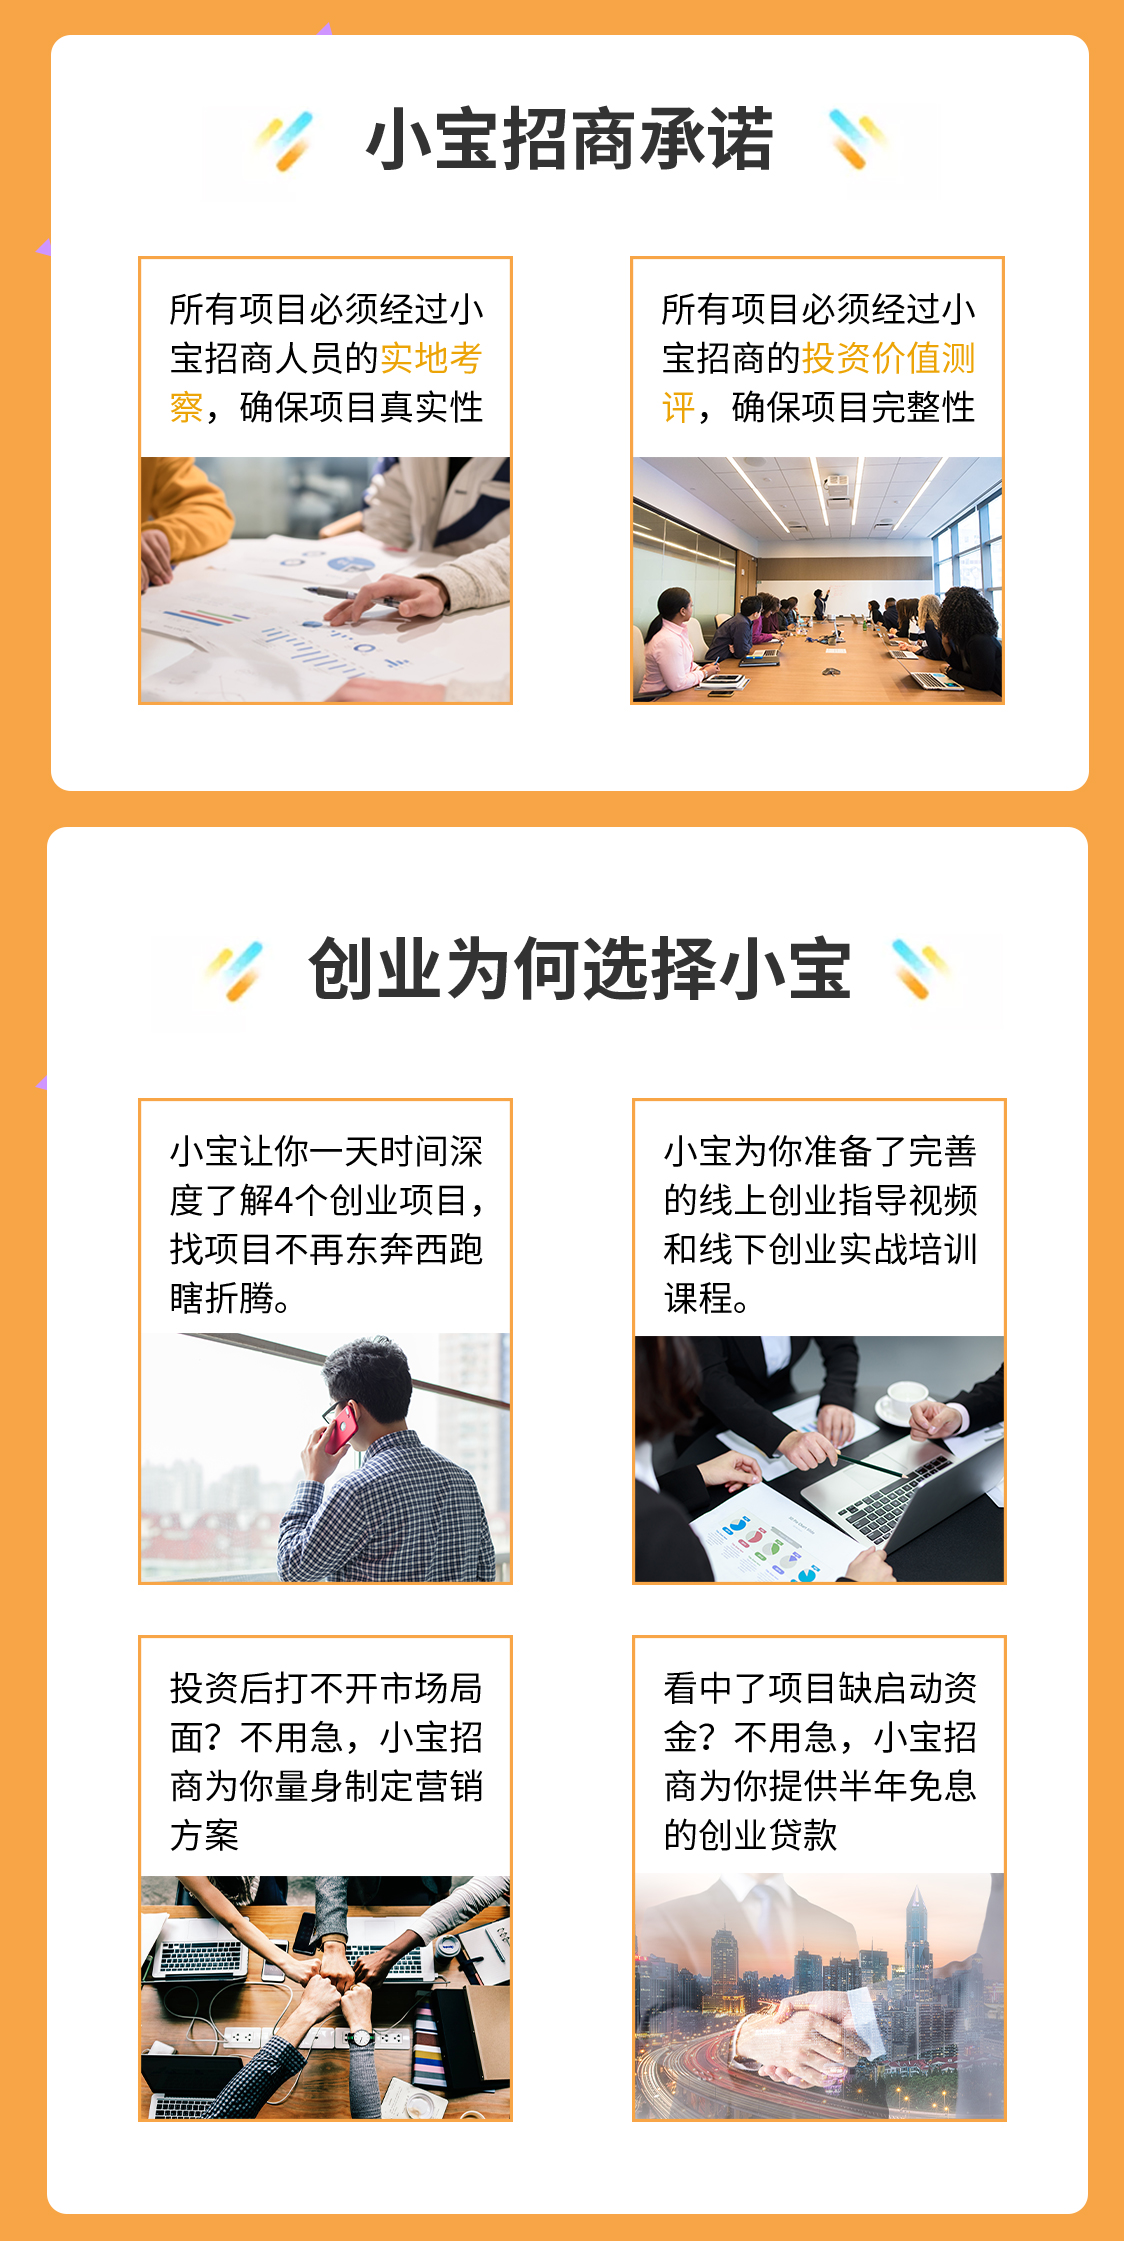 小宝招商承诺
所有项目必须经过小
宝招商人员的实地考
察，确保项目真实性
所有项目必须经过小
宝招商的投资价值测
评，确保项目完整性
创业为何选择小宝
小宝让你一天时间深
度了解4个创业项目，
找项目不再东奔西跑
瞎折腾。
小宝为你准备了完善
的线上创业指导视频
和线下创业实战培训
课程。
投资后打不开市场局
面？不用急，小宝招
商为你量身制定营销
方案
看中了项目缺启动资
金？不用急，小宝招
商为你提供半年免息
的创业贷款